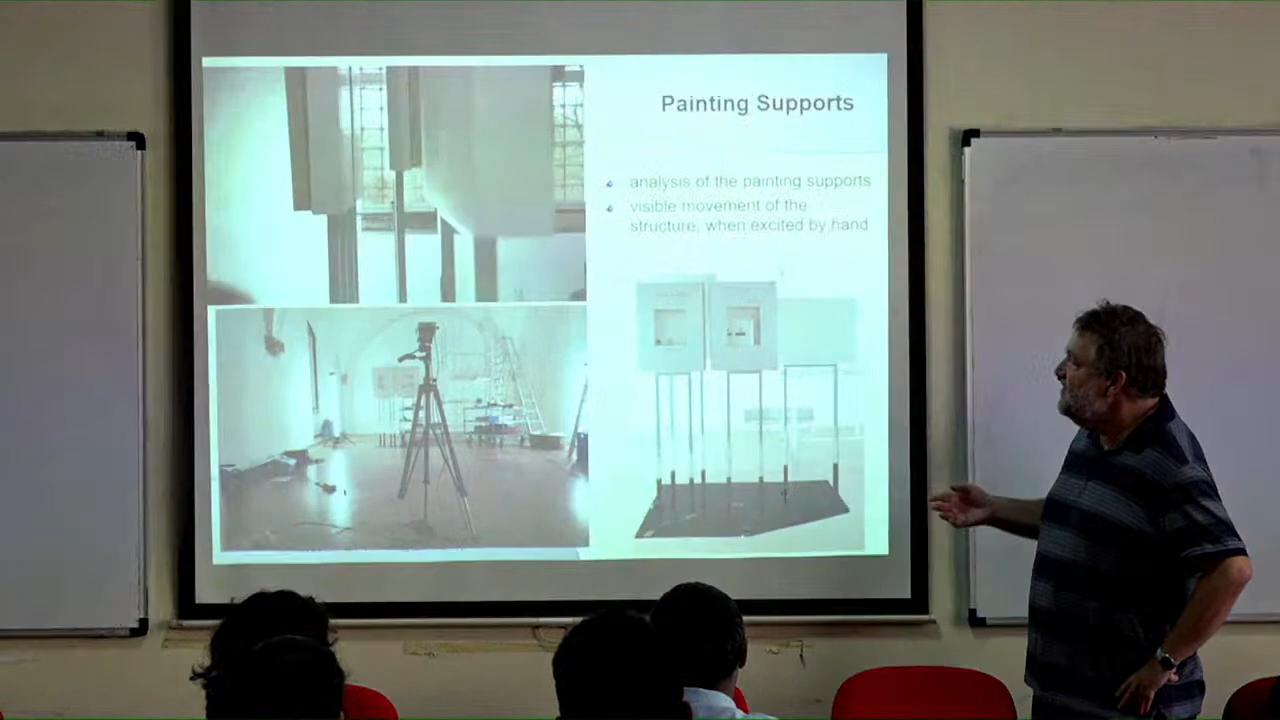 Painting Supports
analysis of the painting supports
visible movement of the
structure, when excited by hand